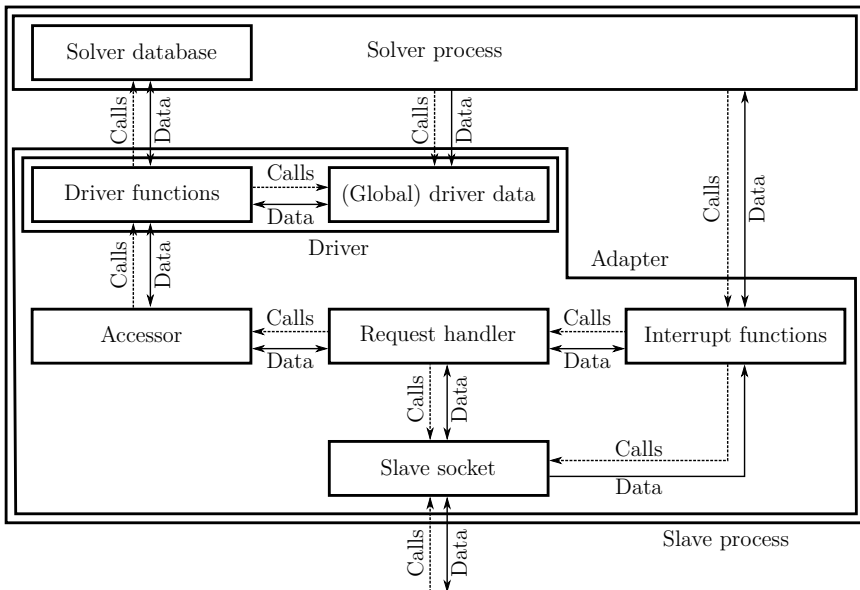 Solver database
Solver process
Calls
Data
Calls
Data
Calls
Data
Driver functions
Calls
Data
(Global) driver data
Driver
Adapter
Calls
Data
Accessor
Calls
Data
Request handler
Calls
Data
Interrupt functions
Calls
Data
Slave socket
Calls
Data
Slave process
Calls
Data